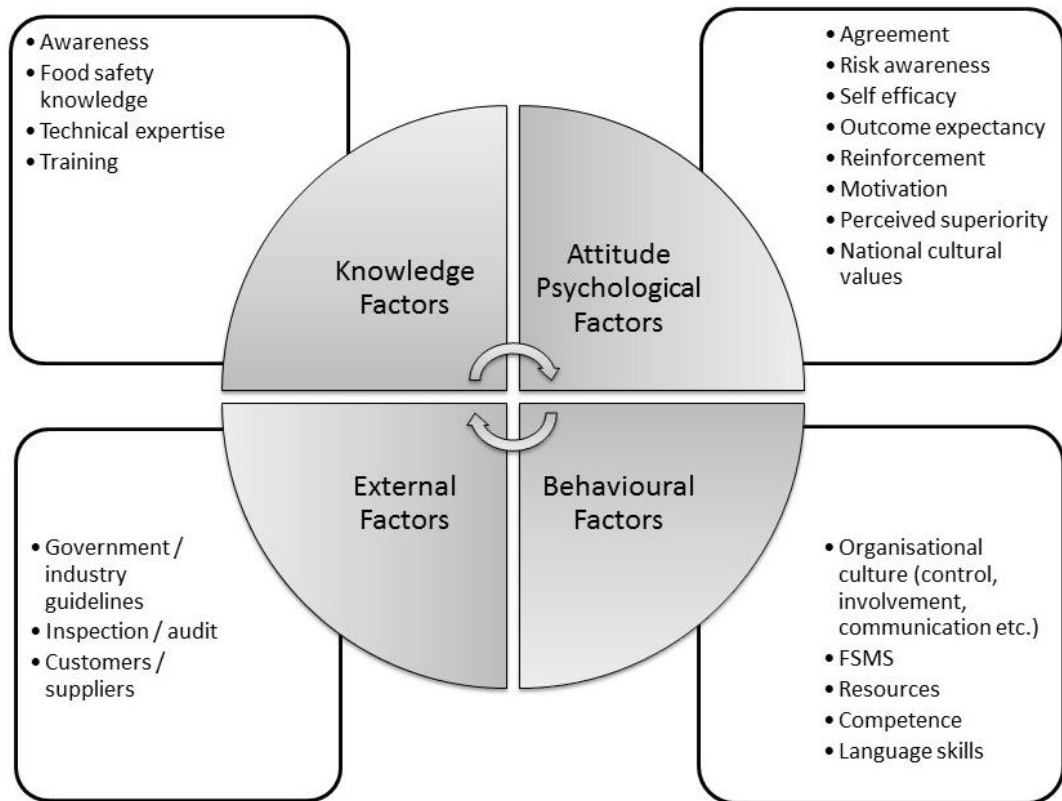 • Awareness
• Food safety
knowledge
• Technical expertise
• Training
• Agreement
• Risk awareness
• Self efficacy
• Outcome expectancy
• Reinforcement
• Motivation
• Perceived superiority
• National cultural
values
Knowledge
Factors
Attitude
Psychological
Factors
External
Factors
Behavioural
Factors
• Government /
industry
guidelines
• Inspection / audit
• Customers /
suppliers
• Organisational
culture (control,
involvement,
communication etc.)
• FSMS
• Resources
• Competence
• Language skills